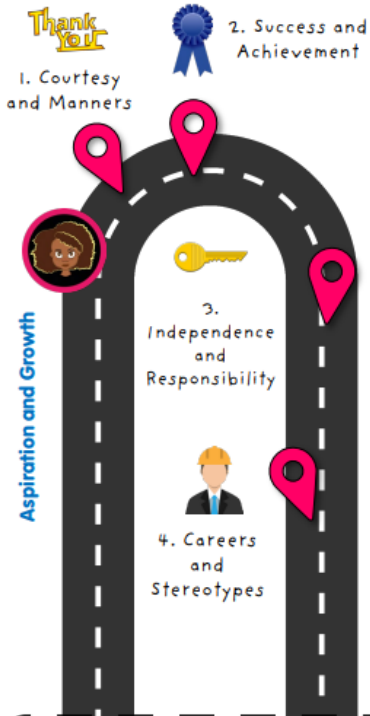 Thank
You
1. Courtesy
and Manners
2. Success and
Achievement
3.
Independence
and
Responsibility
Aspiration and Growth
4. Careers
and
Stereotypes